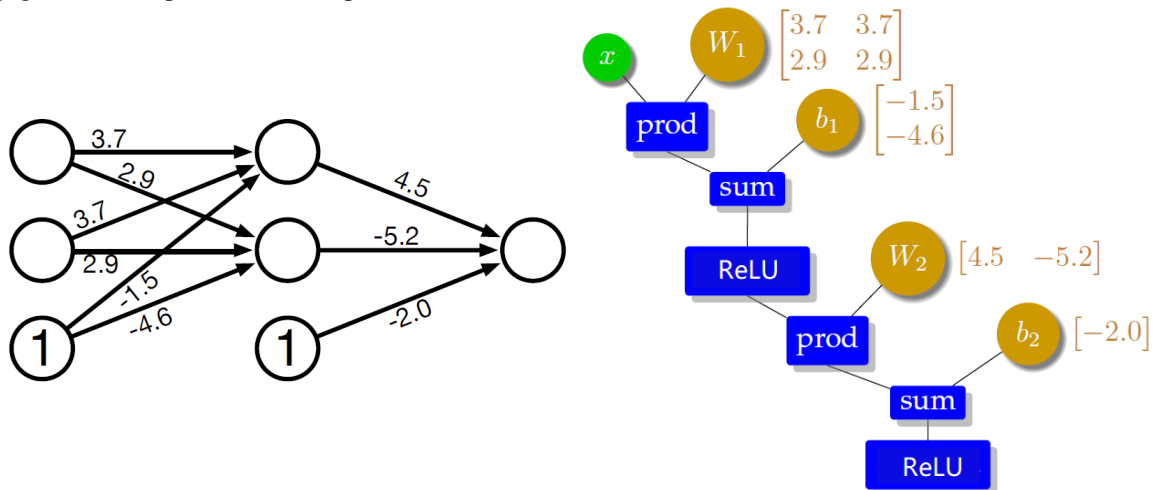 3.7
2.9
3.7
2.9
-1.5
-4.6
1
4.5
-5.2
-2.0
1
x
W₁
[3.7 3.7
2.9 2.9]
prod
b₁
[−1.5
−4.6]
sum
ReLU
W₂
[4.5 −5.2]
prod
b₂
[−2.0]
sum
ReLU